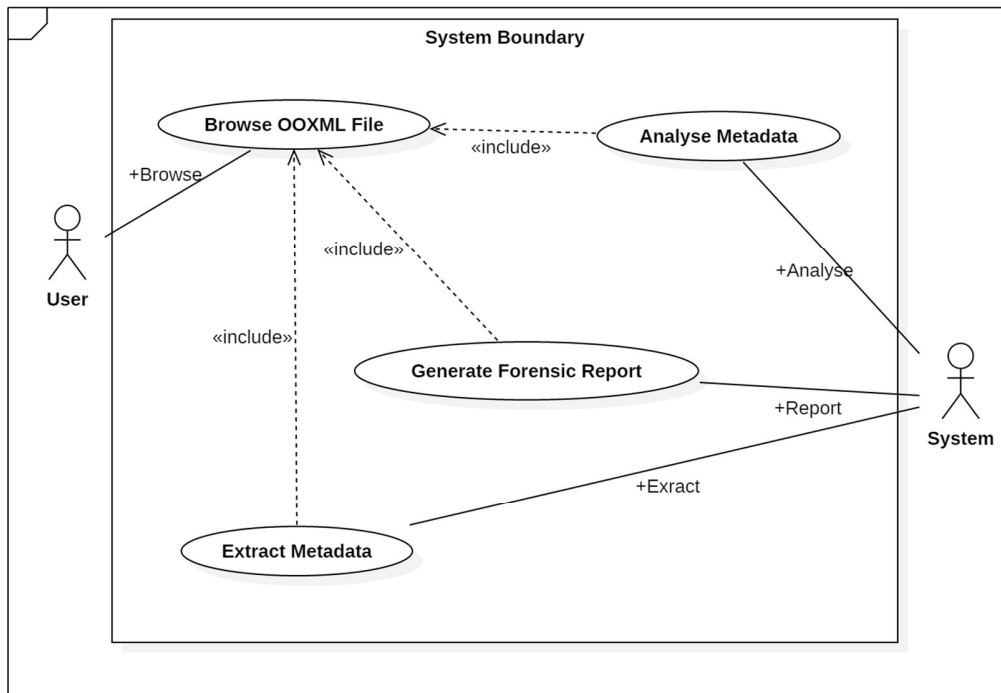 System Boundary
Browse OOXML File
Analyse Metadata
«include»
+Browse
«include»
+Analyse
User
«include»
Generate Forensic Report
+Report
System
+Exract
Extract Metadata